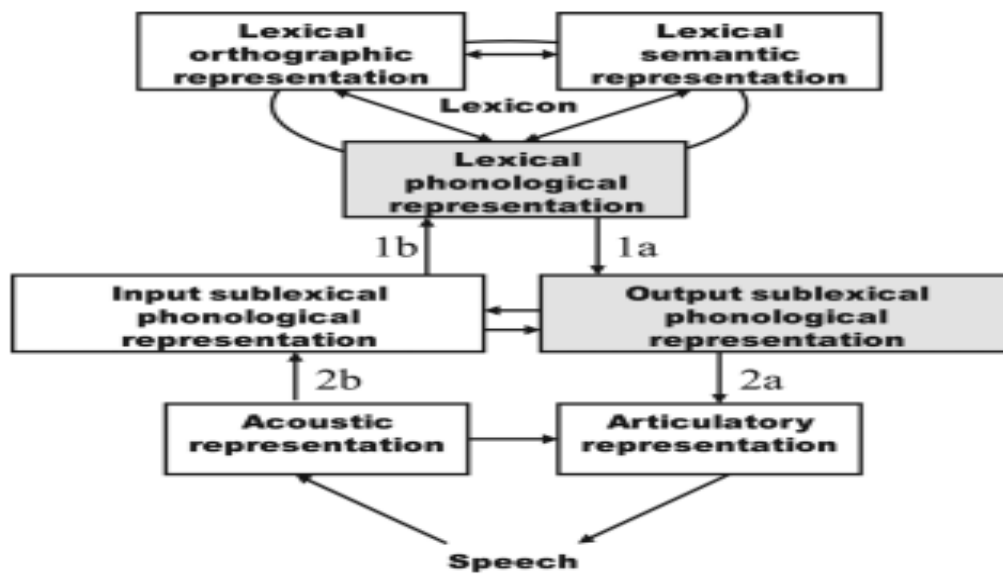 Lexical
orthographic
representation
Lexical
semantic
representation
Lexicon
Lexical
phonological
representation
1b
1a
Input sublexical
phonological
representation
Output sublexical
phonological
representation
2b
2a
Acoustic
representation
Articulatory
representation
Speech